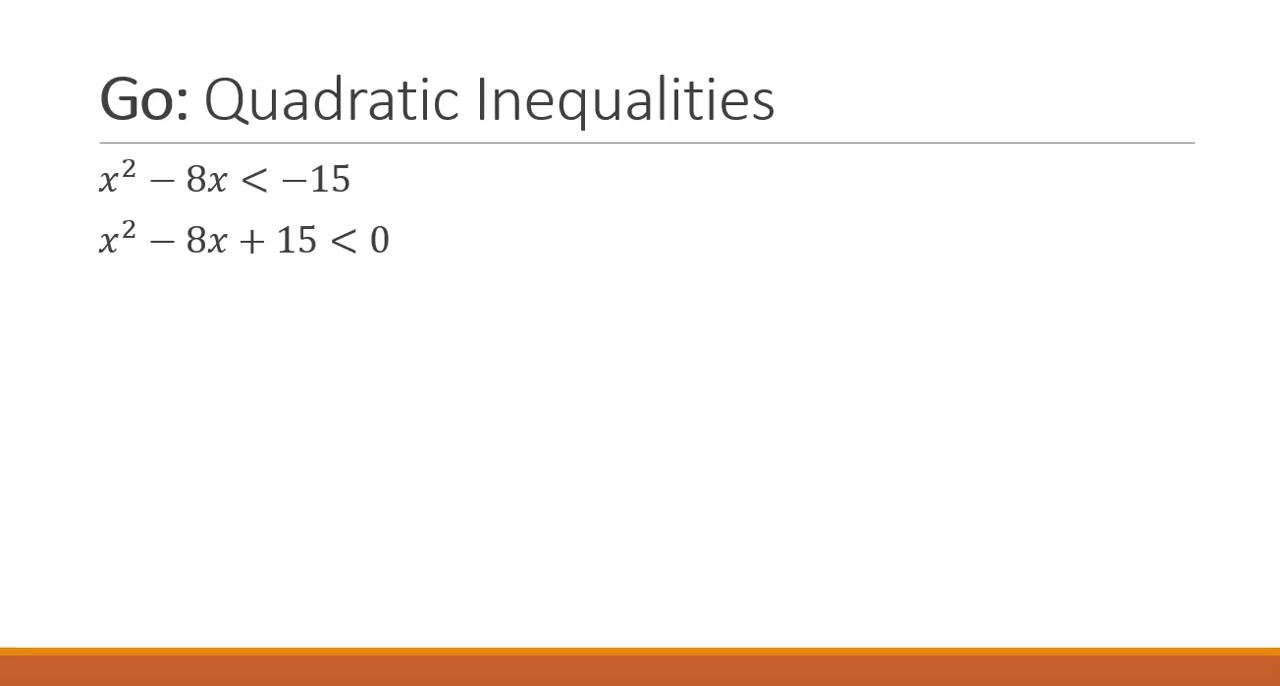 Go: Quadratic Inequalities
x² − 8x < −15
x² − 8x + 15 < 0